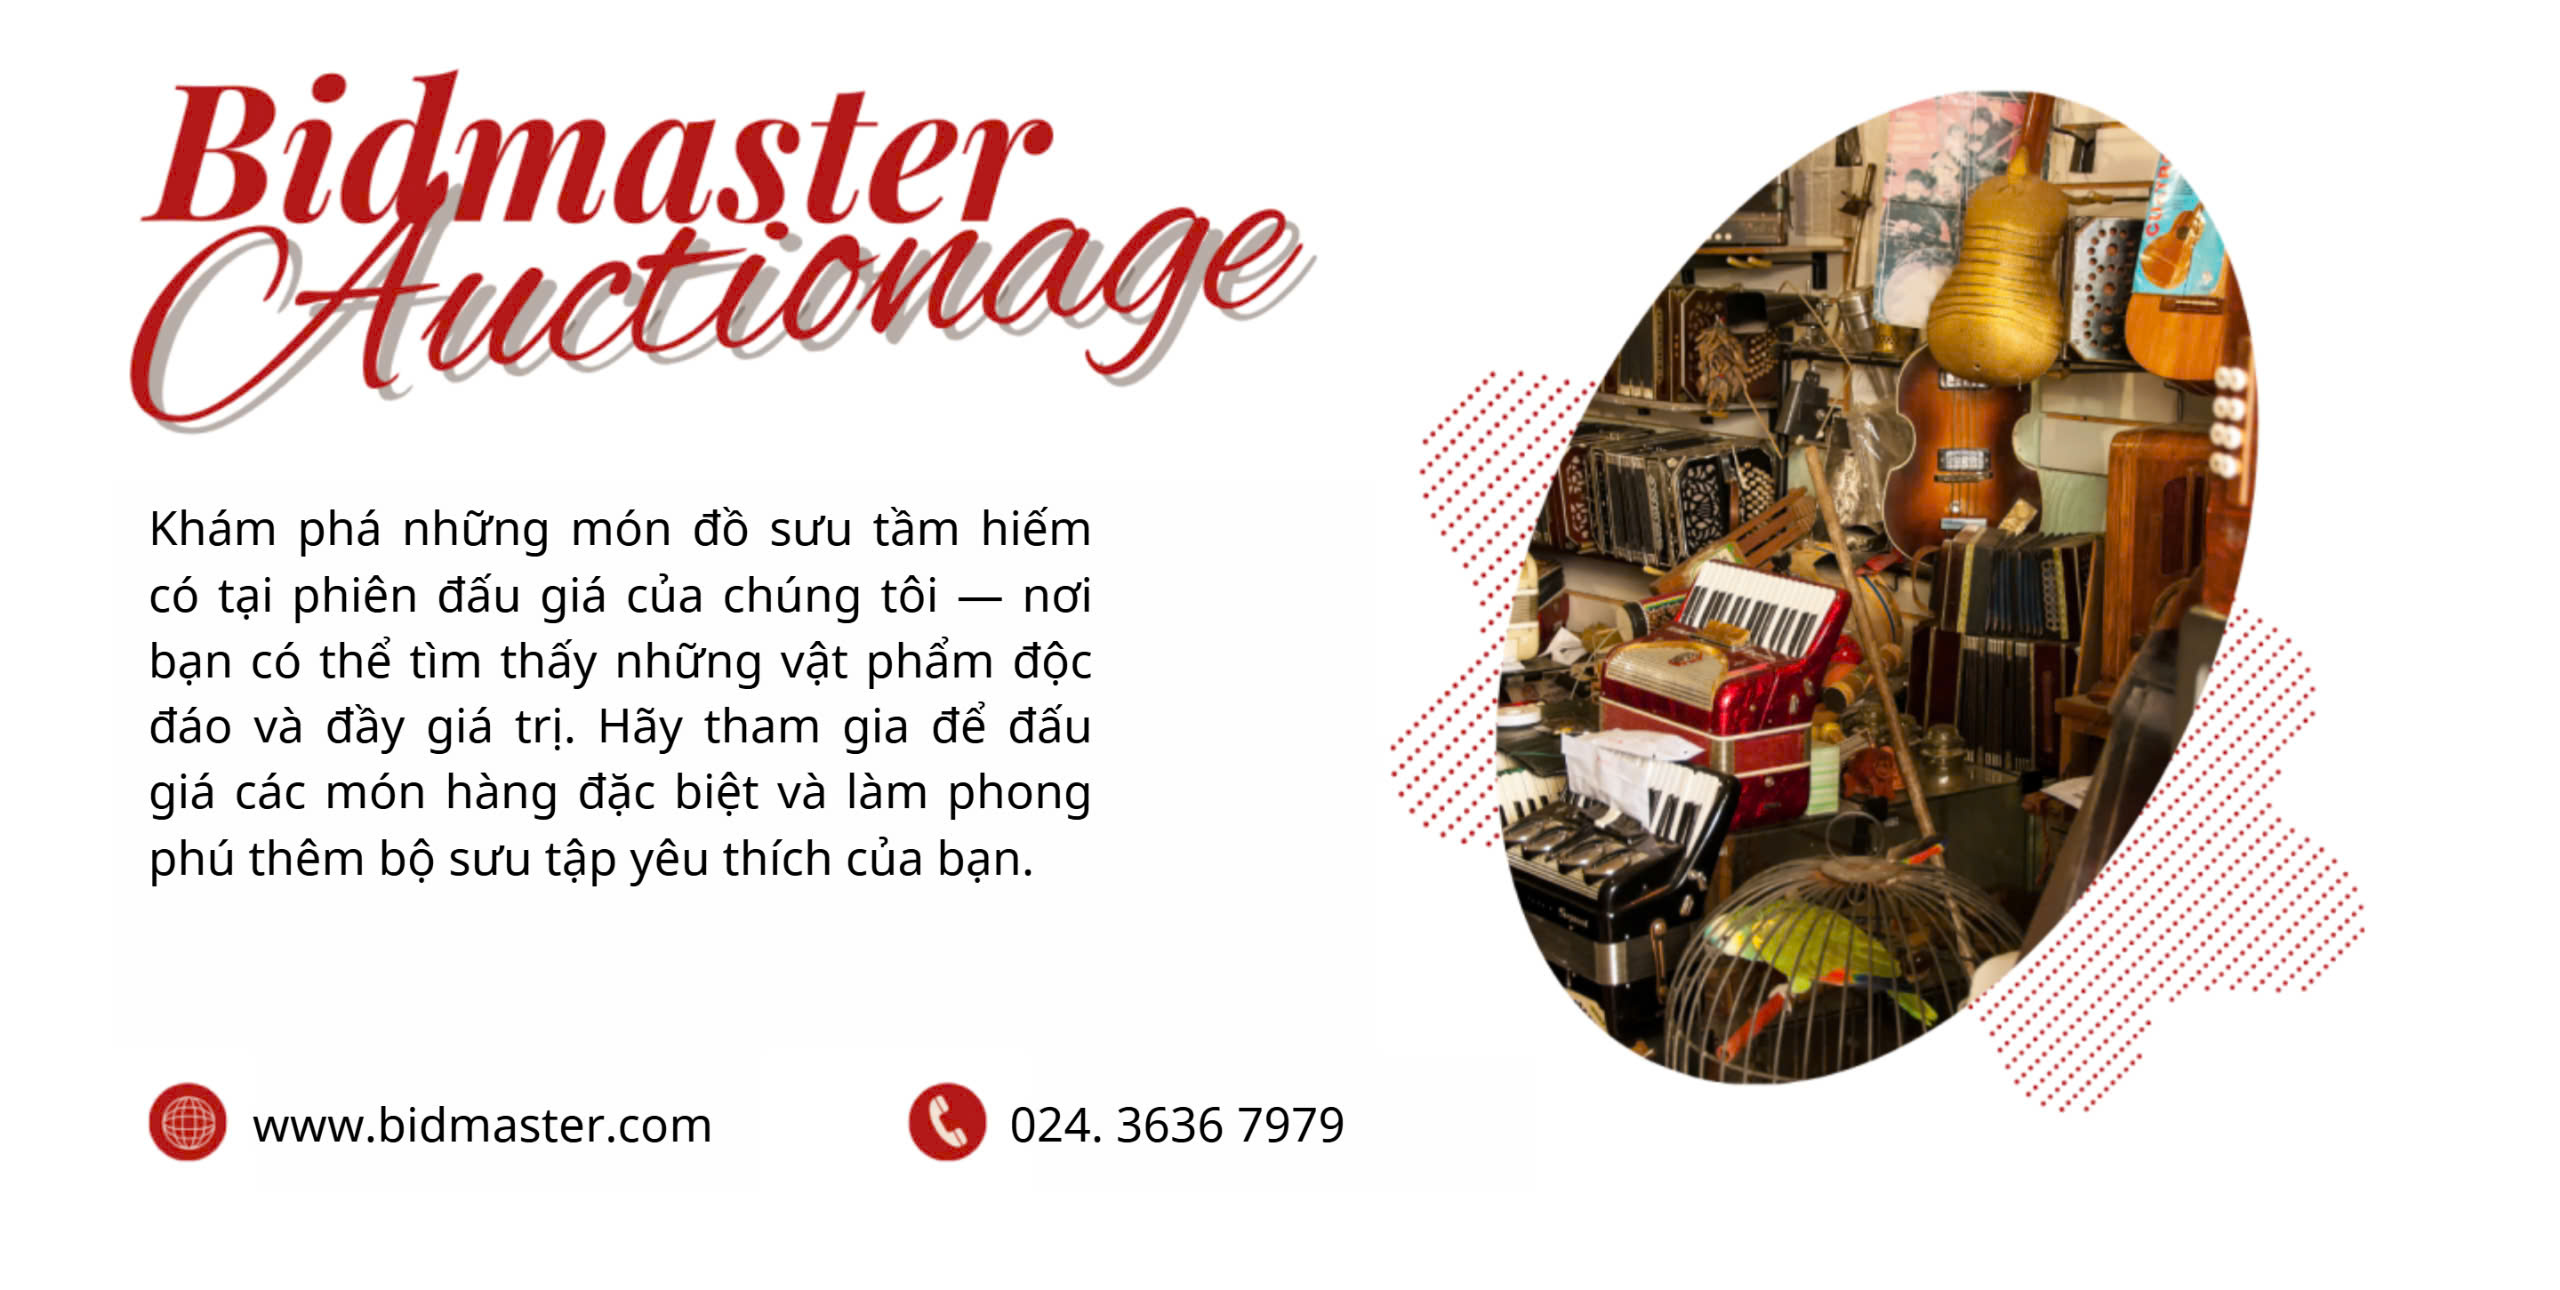 Bidmaster
Auctionage
Khám phá những món đồ sưu tầm hiếm
có tại phiên đấu giá của chúng tôi — nơi
bạn có thể tìm thấy những vật phẩm độc
đáo và đầy giá trị. Hãy tham gia để đấu
giá các món hàng đặc biệt và làm phong
phú thêm bộ sưu tập yêu thích của bạn.
www.bidmaster.com
024. 3636 7979